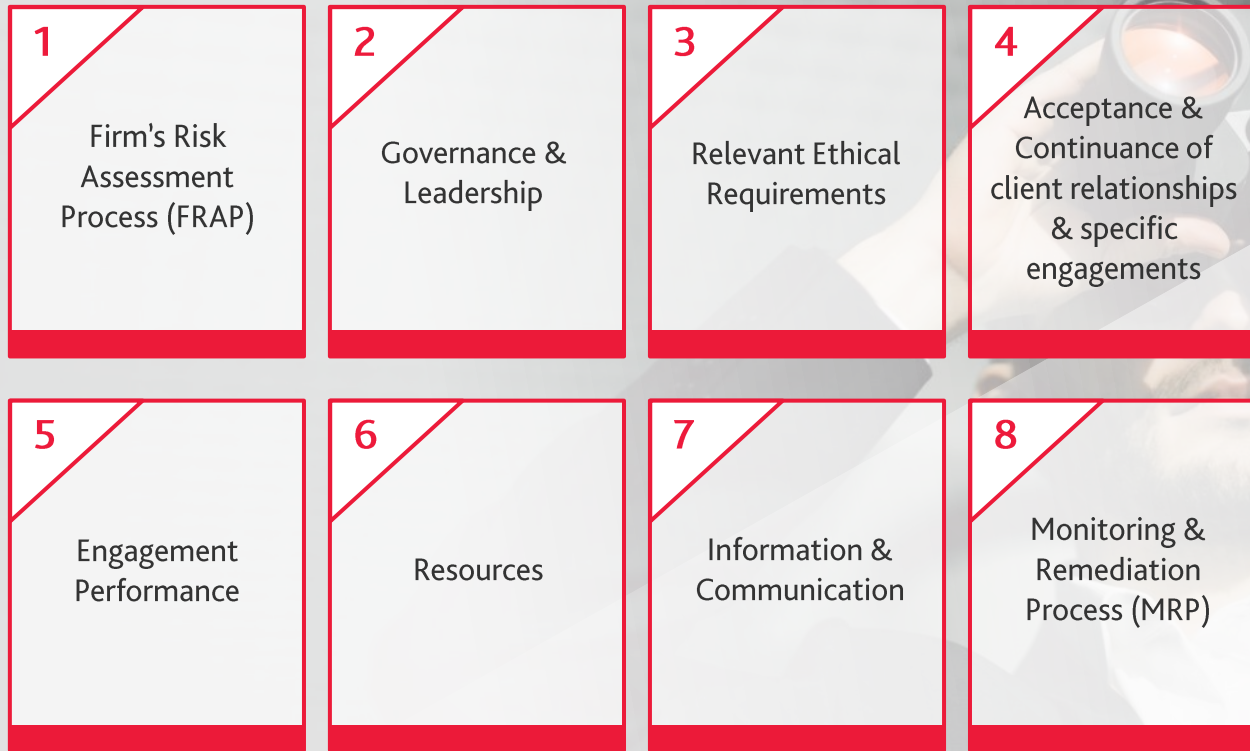 1
Firm’s Risk
Assessment
Process (FRAP)
2
Governance &
Leadership
3
Relevant Ethical
Requirements
4
Acceptance &
Continuance of
client relationships
& specific
engagements
5
Engagement
Performance
6
Resources
7
Information &
Communication
8
Monitoring &
Remediation
Process (MRP)